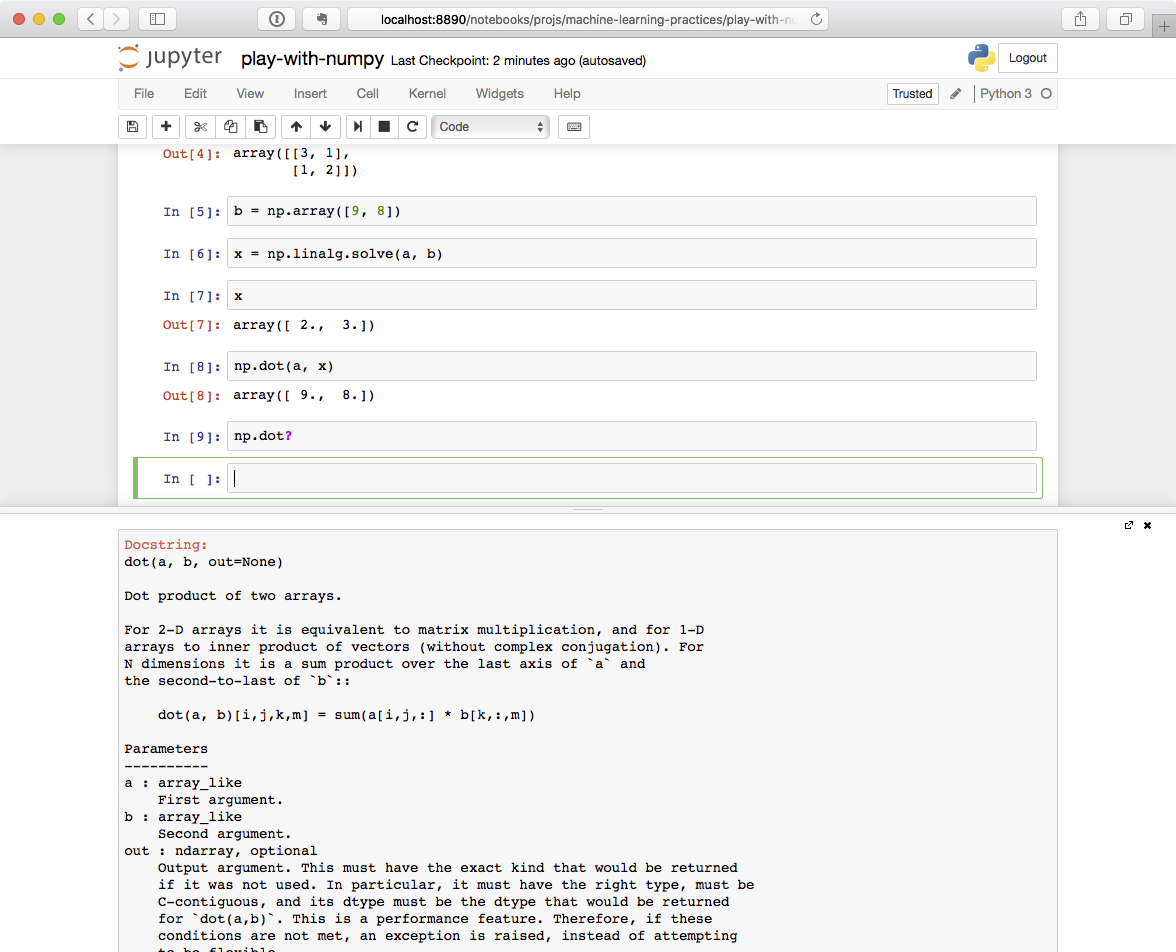 localhost:8890/notebooks/projs/machine-learning-practices/play-with-n
jupyter play-with-numpy Last Checkpoint: 2 minutes ago (autosaved)
Logout
File Edit View Insert Cell Kernel Widgets Help
Trusted
Python 3
Code
Out[4]: array([[3, 1],
[1, 2]])
In [5]: b = np.array([9, 8])
In [6]: x = np.linalg.solve(a, b)
In [7]: x
Out[7]: array([ 2.,  3.])
In [8]: np.dot(a, x)
Out[8]: array([ 9.,  8.])
In [9]: np.dot?
In [ ]:
Docstring:
dot(a, b, out=None)
Dot product of two arrays.
For 2-D arrays it is equivalent to matrix multiplication, and for 1-D
arrays to inner product of vectors (without complex conjugation). For
N dimensions it is a sum product over the last axis of `a` and
the second-to-last of `b`::
dot(a, b)[i,j,k,m] = sum(a[i,j,:] * b[k,:,m])
Parameters
----------
a : array_like
First argument.
b : array_like
Second argument.
out : ndarray, optional
Output argument. This must have the exact kind that would be returned
if it was not used. In particular, it must have the right type, must be
C-contiguous, and its dtype must be the dtype that would be returned
for `dot(a,b)`. This is a performance feature. Therefore, if these
conditions are not met, an exception is raised, instead of attempting
to be flexible.